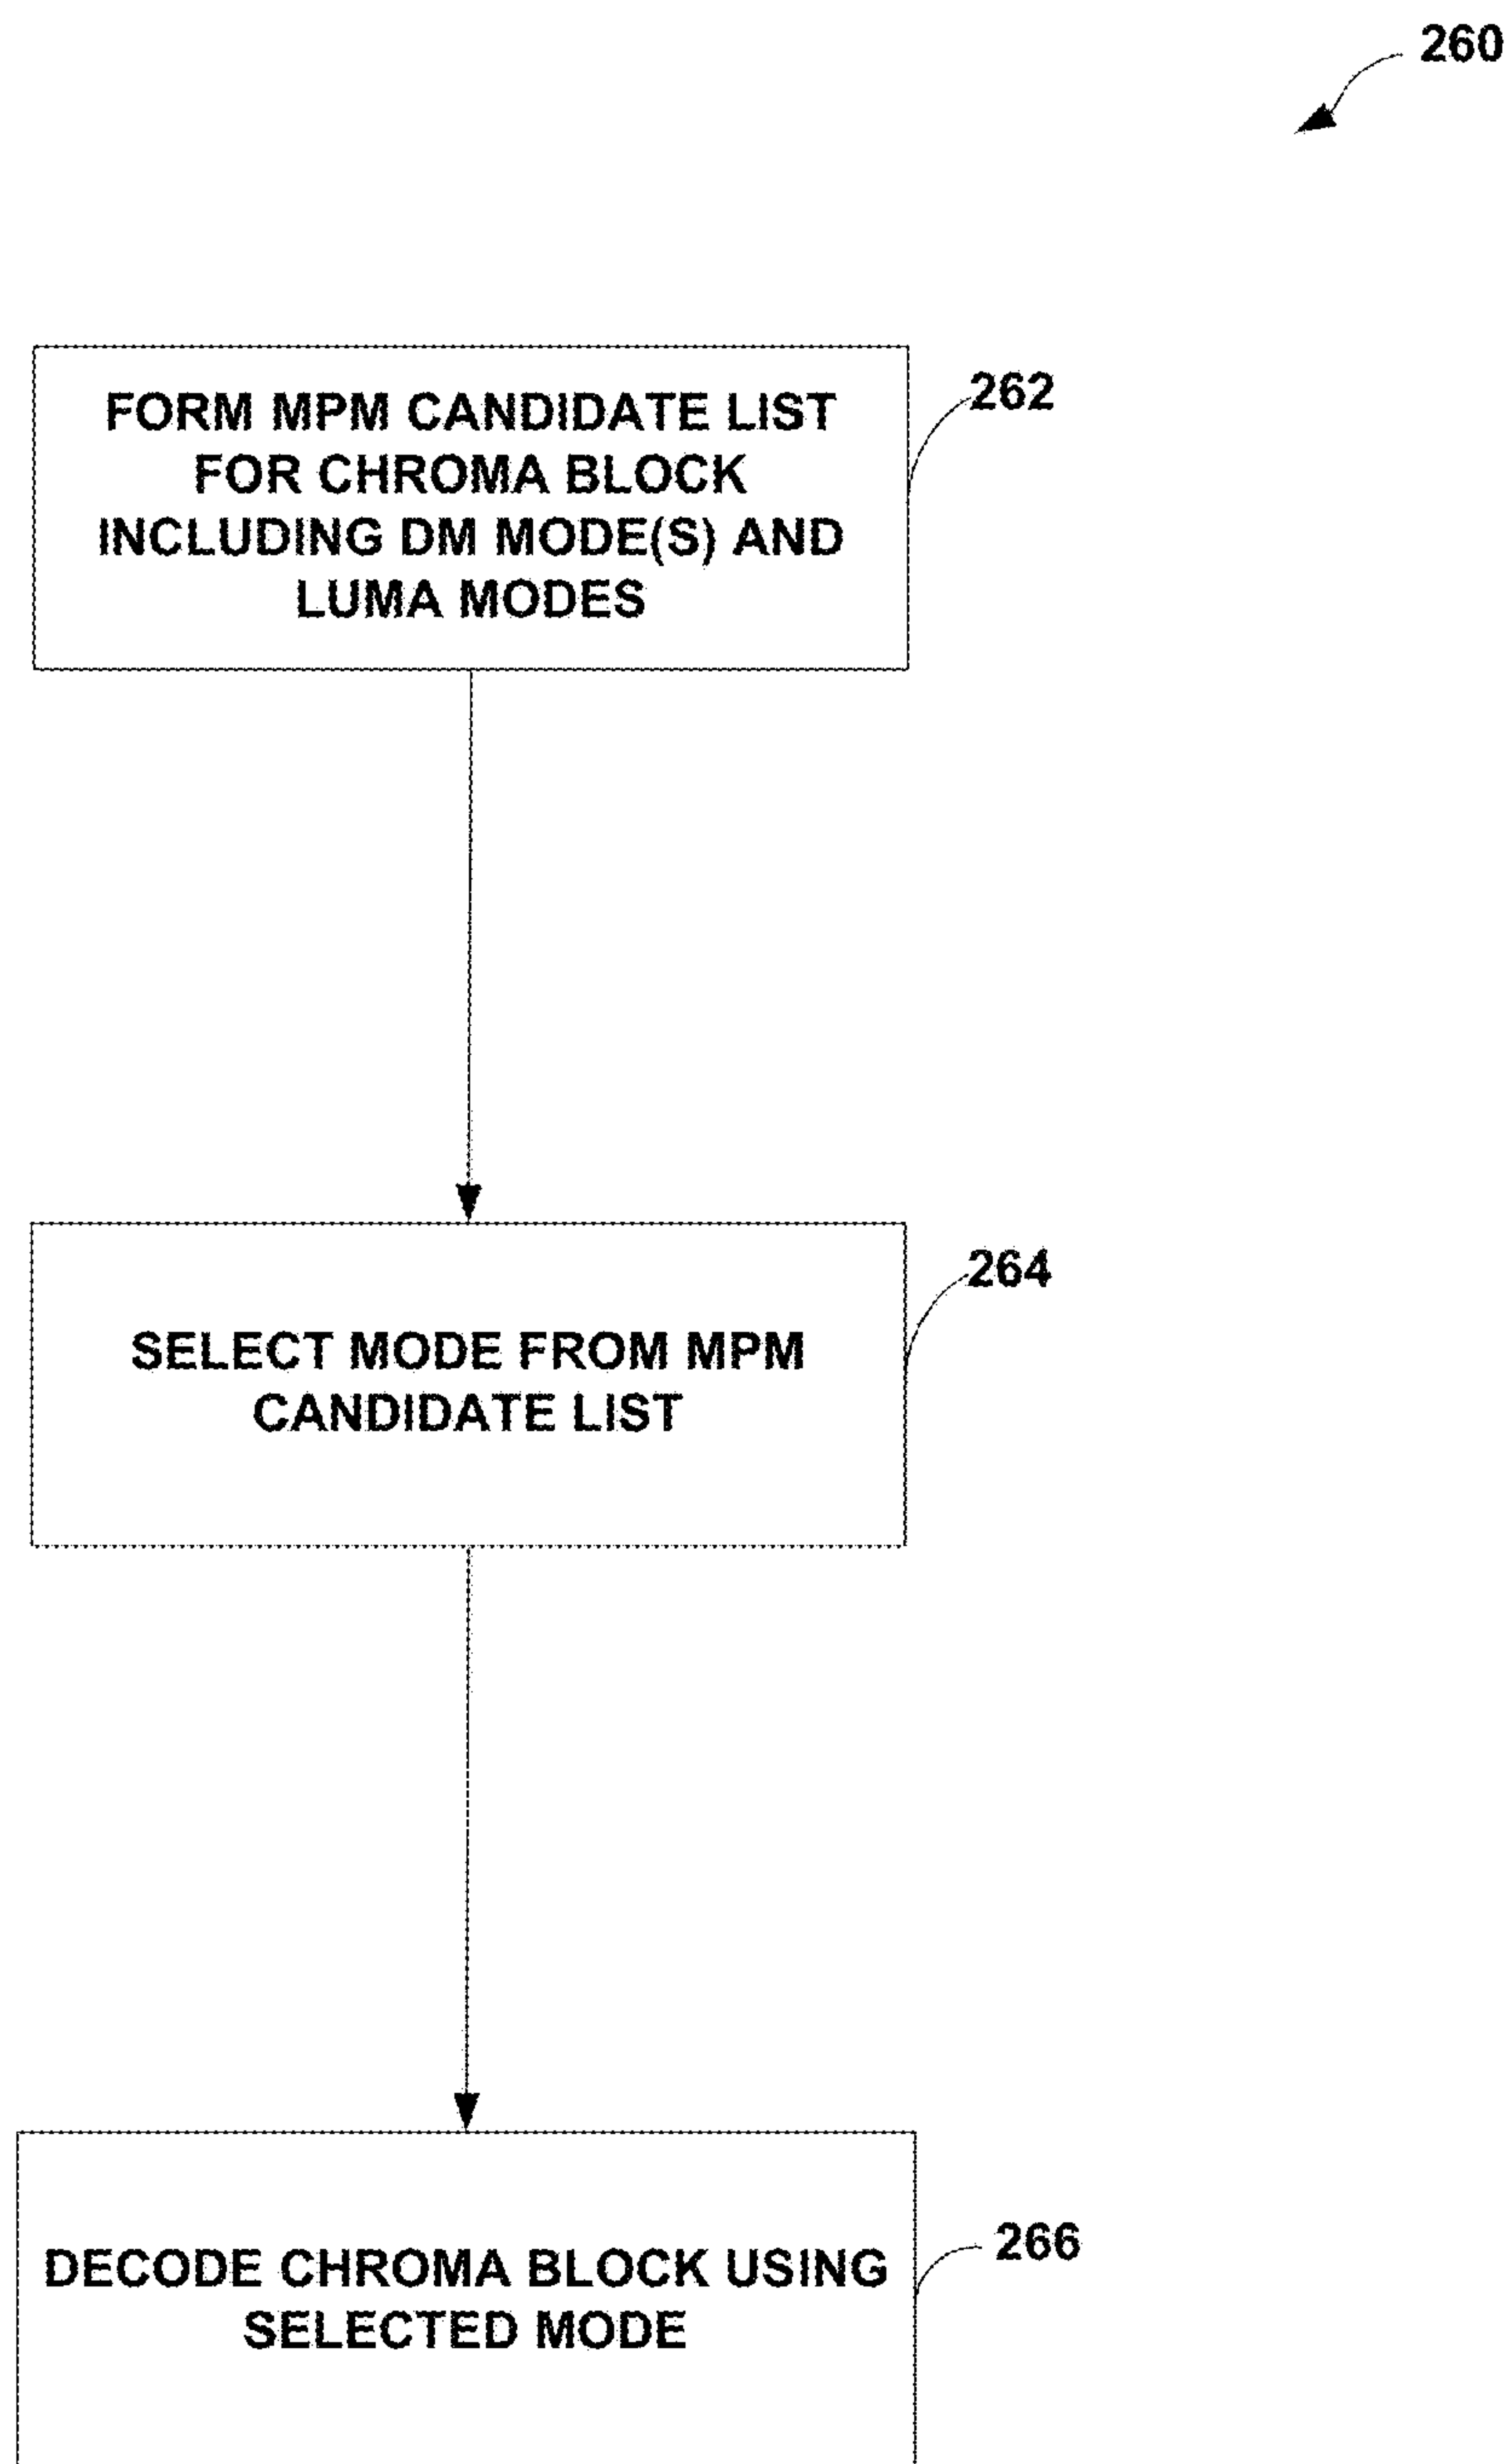 260
FORM MPM CANDIDATE LIST
FOR CHROMA BLOCK
INCLUDING DM MODE(S) AND
LUMA MODES
262
SELECT MODE FROM MPM
CANDIDATE LIST
264
DECODE CHROMA BLOCK USING
SELECTED MODE
266